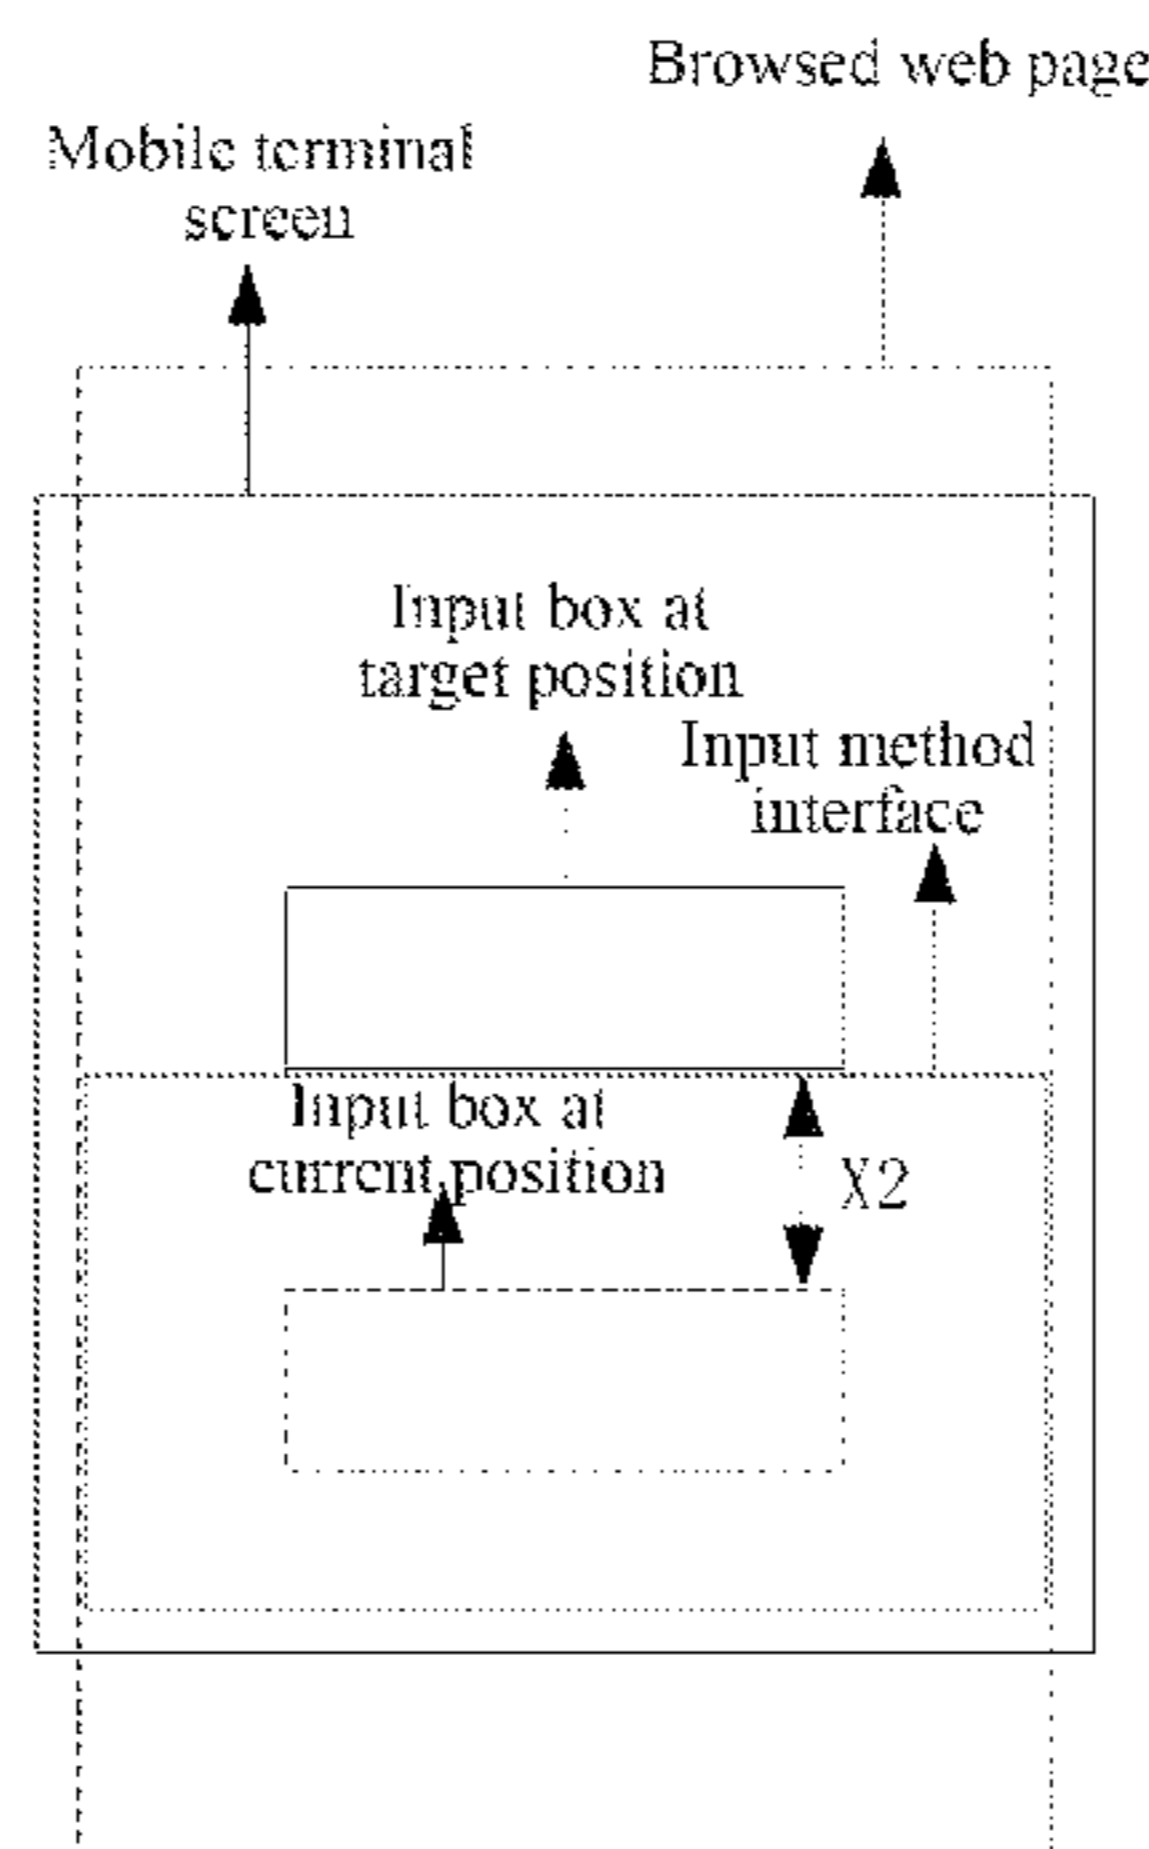 Browsed web page
Mobile terminal
screen
Input box at
target position
Input method
interface
Input box at
current position
X2